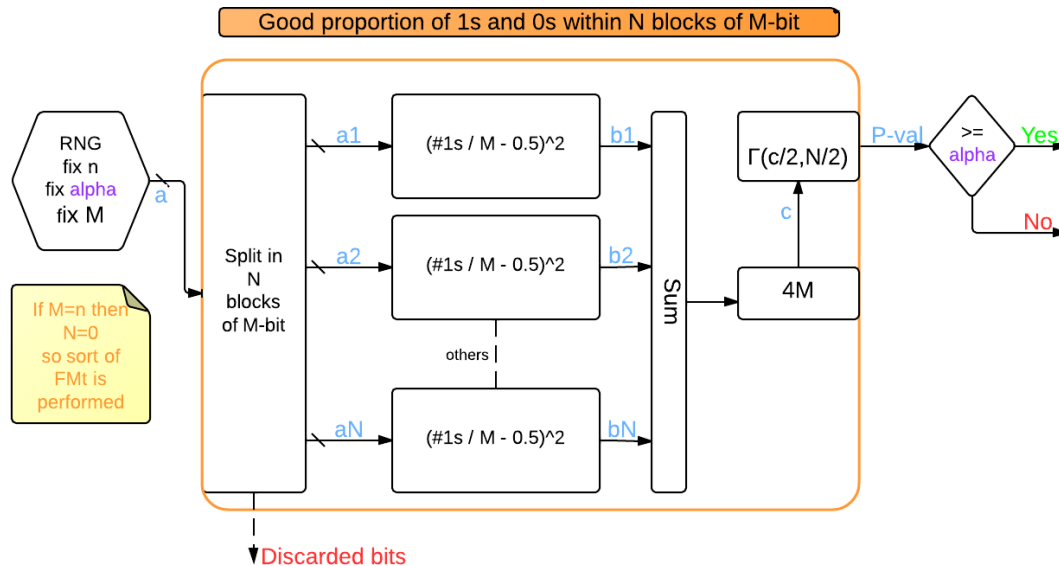 Good proportion of 1s and 0s within N blocks of M-bit
RNG
fix n
fix alpha
fix M
a
If M=n then
N=0
so sort of
FMt is
performed
Split in
N
blocks
of M-bit
Discarded bits
a1
(#1s / M - 0.5)^2
b1
a2
(#1s / M - 0.5)^2
b2
others
aN
(#1s / M - 0.5)^2
bN
Sum
4M
c
Γ(c/2,N/2)
P-val
>=
alpha
Yes
No